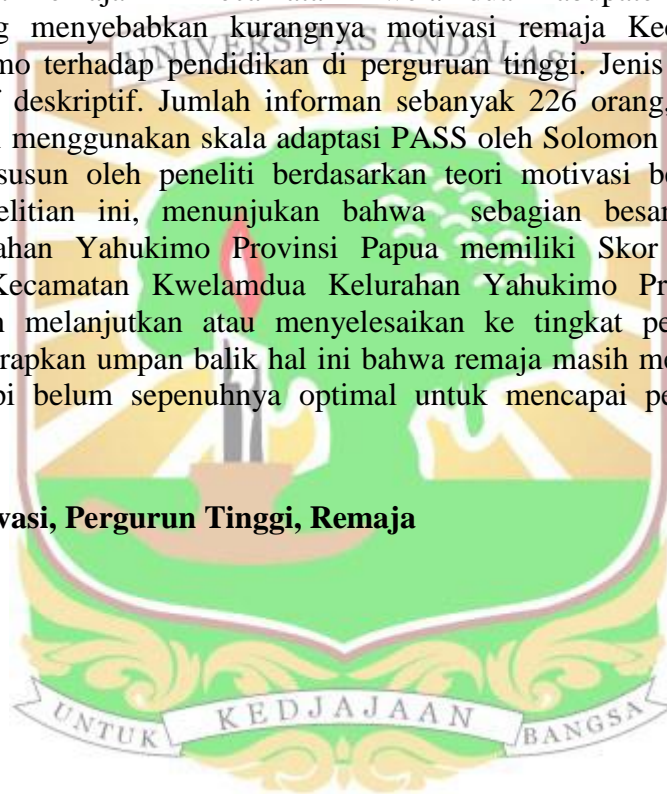 Kwelamdua Kabupaten
g menyebabkan kurangnya motivasi remaja Kec
UNIVERSITAS ANDALAS
mo terhadap pendidikan di perguruan tinggi. Jenis
f deskriptif. Jumlah informan sebanyak 226 orang,
menggunakan skala adaptasi PASS oleh Solomon
susun oleh peneliti berdasarkan teori motivasi be
elitian ini, menunjukan bahwa sebagian besar
ahan Yahukimo Provinsi Papua memiliki Skor
Kecamatan Kwelamdua Kelurahan Yahukimo Pr
n melanjutkan atau menyelesaikan ke tingkat pe
rapkan umpan balik hal ini bahwa remaja masih me
pi belum sepenuhnya optimal untuk mencapai pe
vasi, Pergurun Tinggi, Remaja
UNTUK KEDJAJAAN BANGSA